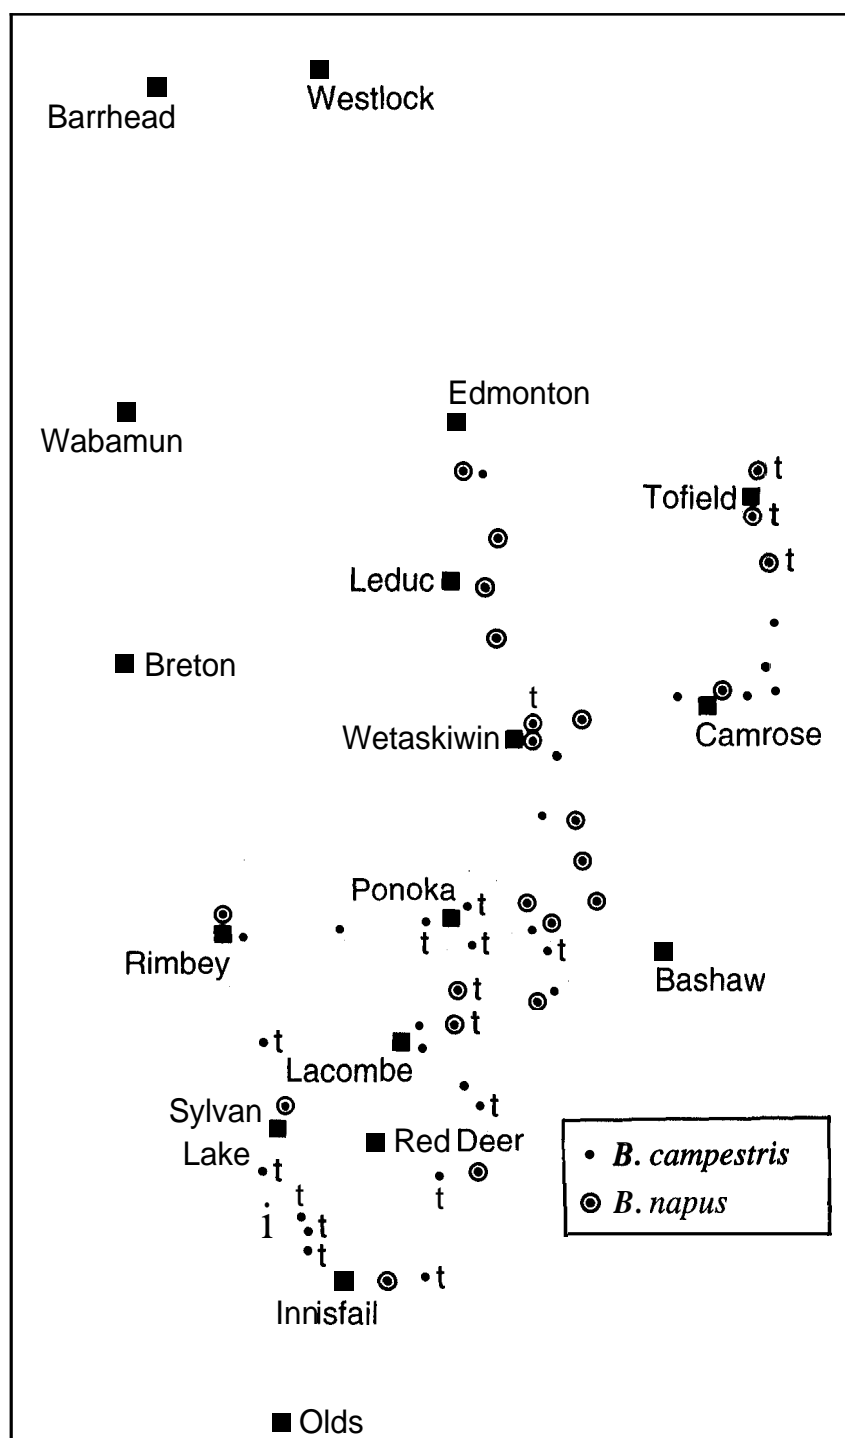 Westlock
Barrhead
Edmonton
Wabamun
t
Tofield
t
t
Leduc
Breton
t
Wetaskiwin
Camrose
Ponoka
t
t
t
t
Rimbey
Bashaw
t
t
t
Lacombe
Sylvan
t
Lake
Red Deer
B. campestris
t
t
t
B. napus
i
t
t
t
Innisfail
Olds